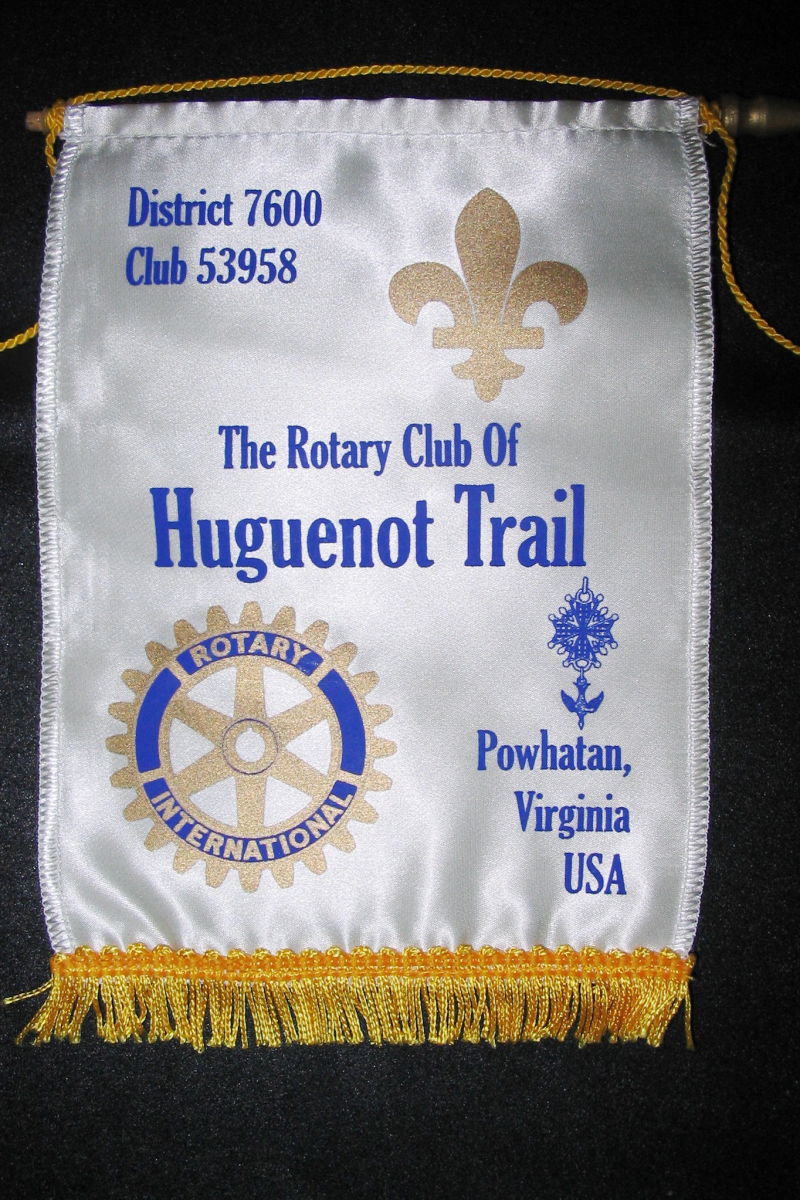 District 7600
Club 53958
The Rotary Club Of
Huguenot Trail
ROTARY
INTERNATIONAL
Powhatan,
Virginia
USA